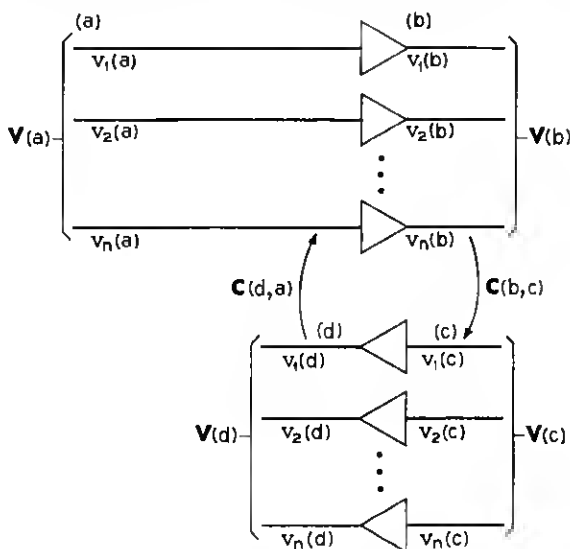 (a) (b)
v₁(a) v₁(b)
v₂(a) v₂(b)
V(a) V(b)
vₙ(a) vₙ(b)
C(d,a) C(b,c)
(d) (c)
v₁(d) v₁(c)
v₂(d) v₂(c)
V(d) V(c)
vₙ(d) vₙ(c)